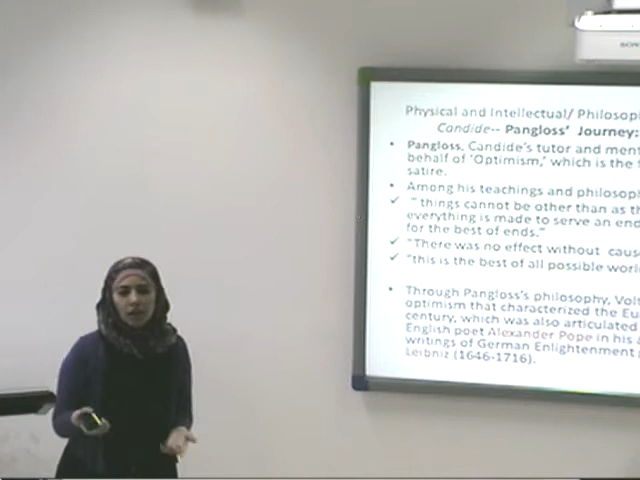 SONY
Physical and Intellectual/ Philosop
Candide-- Pangloss' Journey:
• Pangloss, Candide's tutor and ment
behalf of 'Optimism,' which is the
satire.
• Among his teachings and philosoph
✓ " things cannot be other than as th
everything is made to serve an end
for the best of ends."
✓ "There was no effect without caus
✓ "this is the best of all possible worl
• Through Pangloss's philosophy, Vol
optimism that characterized the Eu
century, which was also articulated
English poet Alexander Pope in his
writings of German Enlightenment
Leibniz (1646-1716).